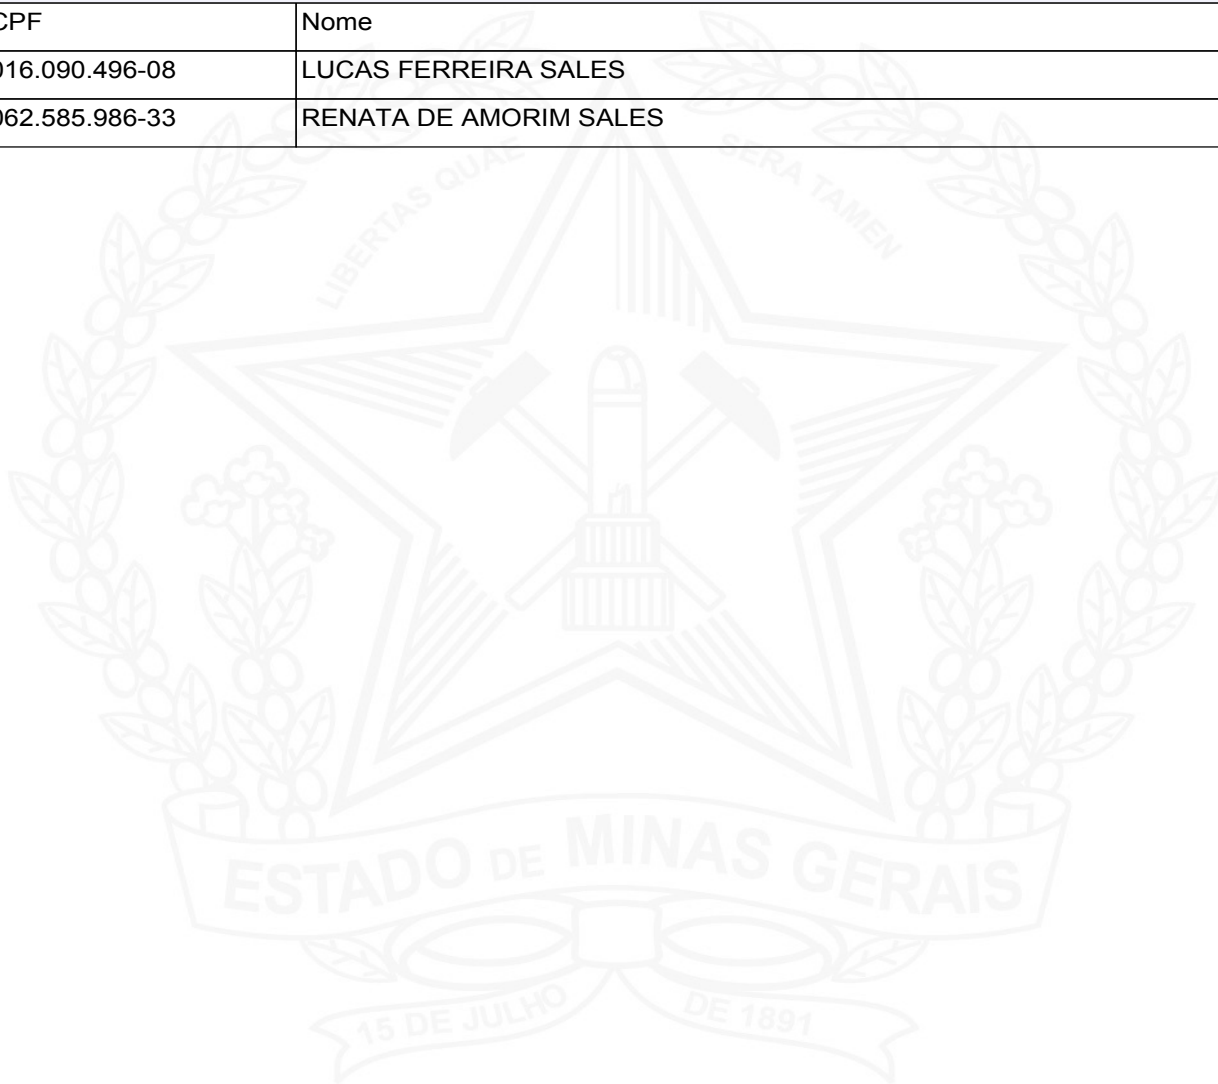 CPF Nome
016.090.496-08 LUCAS FERREIRA SALES
062.585.986-33 RENATA DE AMORIM SALES
LIBERTAS QUAE SERA TAMEN
ESTADO DE MINAS GERAIS
15 DE JULHO DE 1891